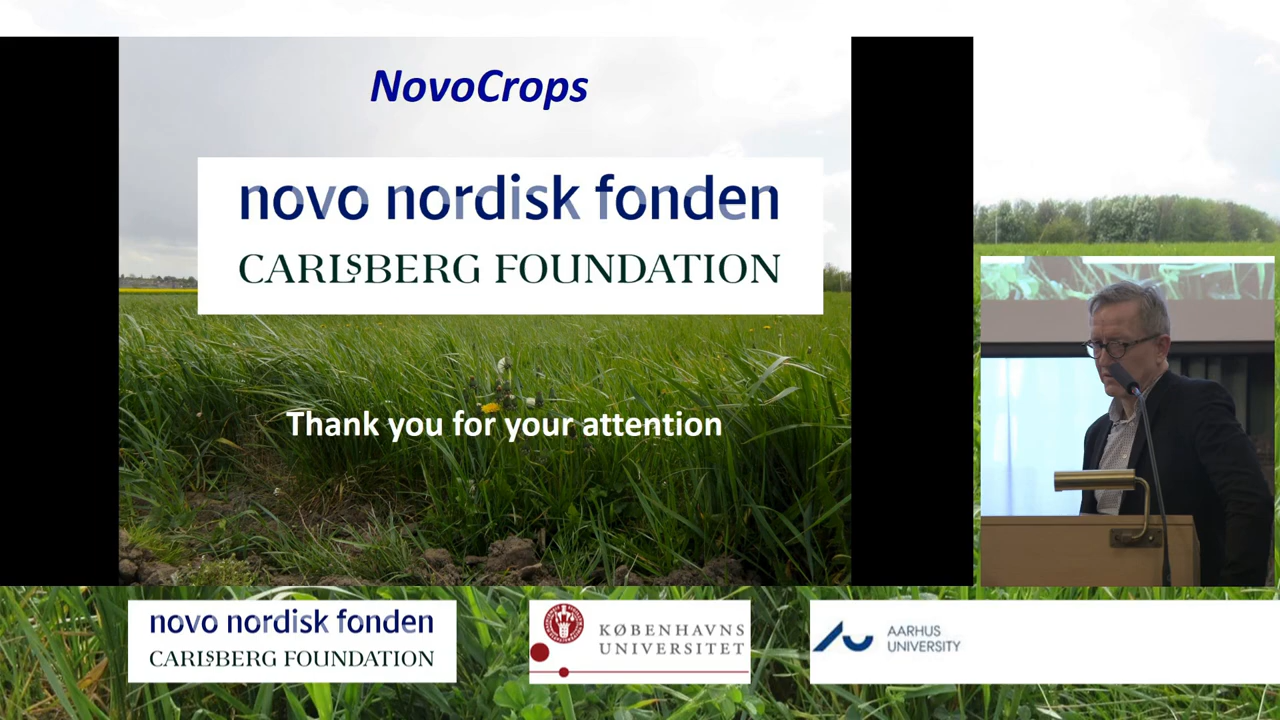 NovoCrops
novo nordisk fonden
CARLSBERG FOUNDATION
Thank you for your attention
novo nordisk fonden
CARLSBERG FOUNDATION
KØBENHAVNS
UNIVERSITET
AARHUS
UNIVERSITY